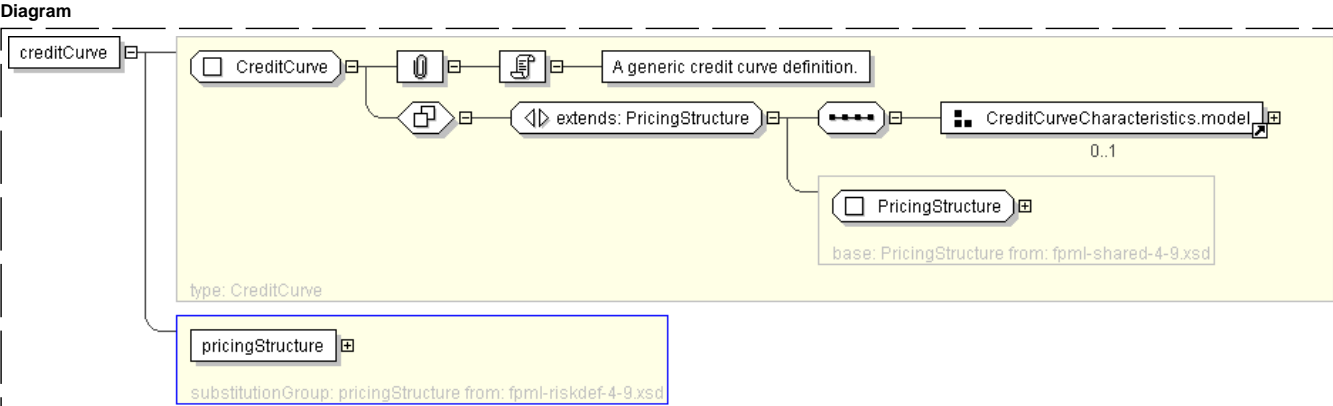 Diagram
creditCurve
CreditCurve
A generic credit curve definition.
extends: PricingStructure
CreditCurveCharacteristics.model
0..1
PricingStructure
base: PricingStructure from: fpml-shared-4-9.xsd
type: CreditCurve
pricingStructure
substitutionGroup: pricingStructure from: fpml-riskdef-4-9.xsd